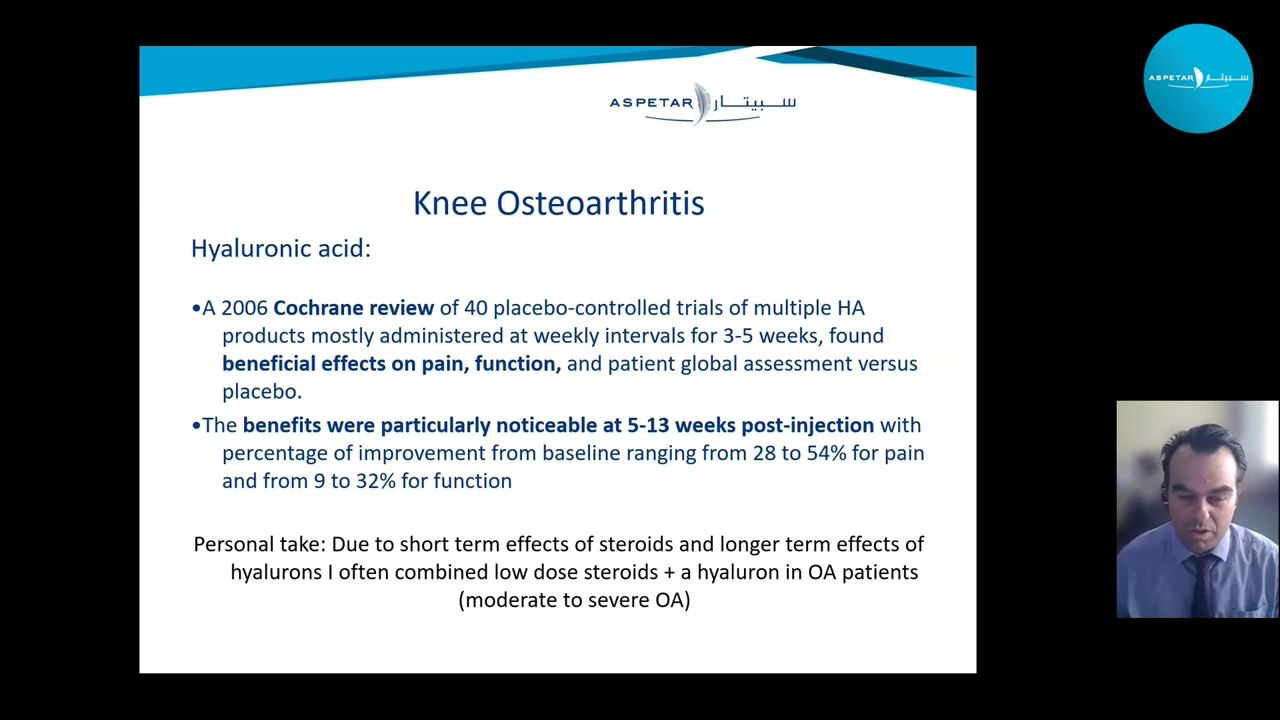 ASPETAR سبيتار
ASPETAR سبيتار
Knee Osteoarthritis
Hyaluronic acid:
•A 2006 Cochrane review of 40 placebo-controlled trials of multiple HA
products mostly administered at weekly intervals for 3-5 weeks, found
beneficial effects on pain, function, and patient global assessment versus
placebo.
•The benefits were particularly noticeable at 5-13 weeks post-injection with
percentage of improvement from baseline ranging from 28 to 54% for pain
and from 9 to 32% for function
Personal take: Due to short term effects of steroids and longer term effects of
hyalurons I often combined low dose steroids + a hyaluron in OA patients
(moderate to severe OA)